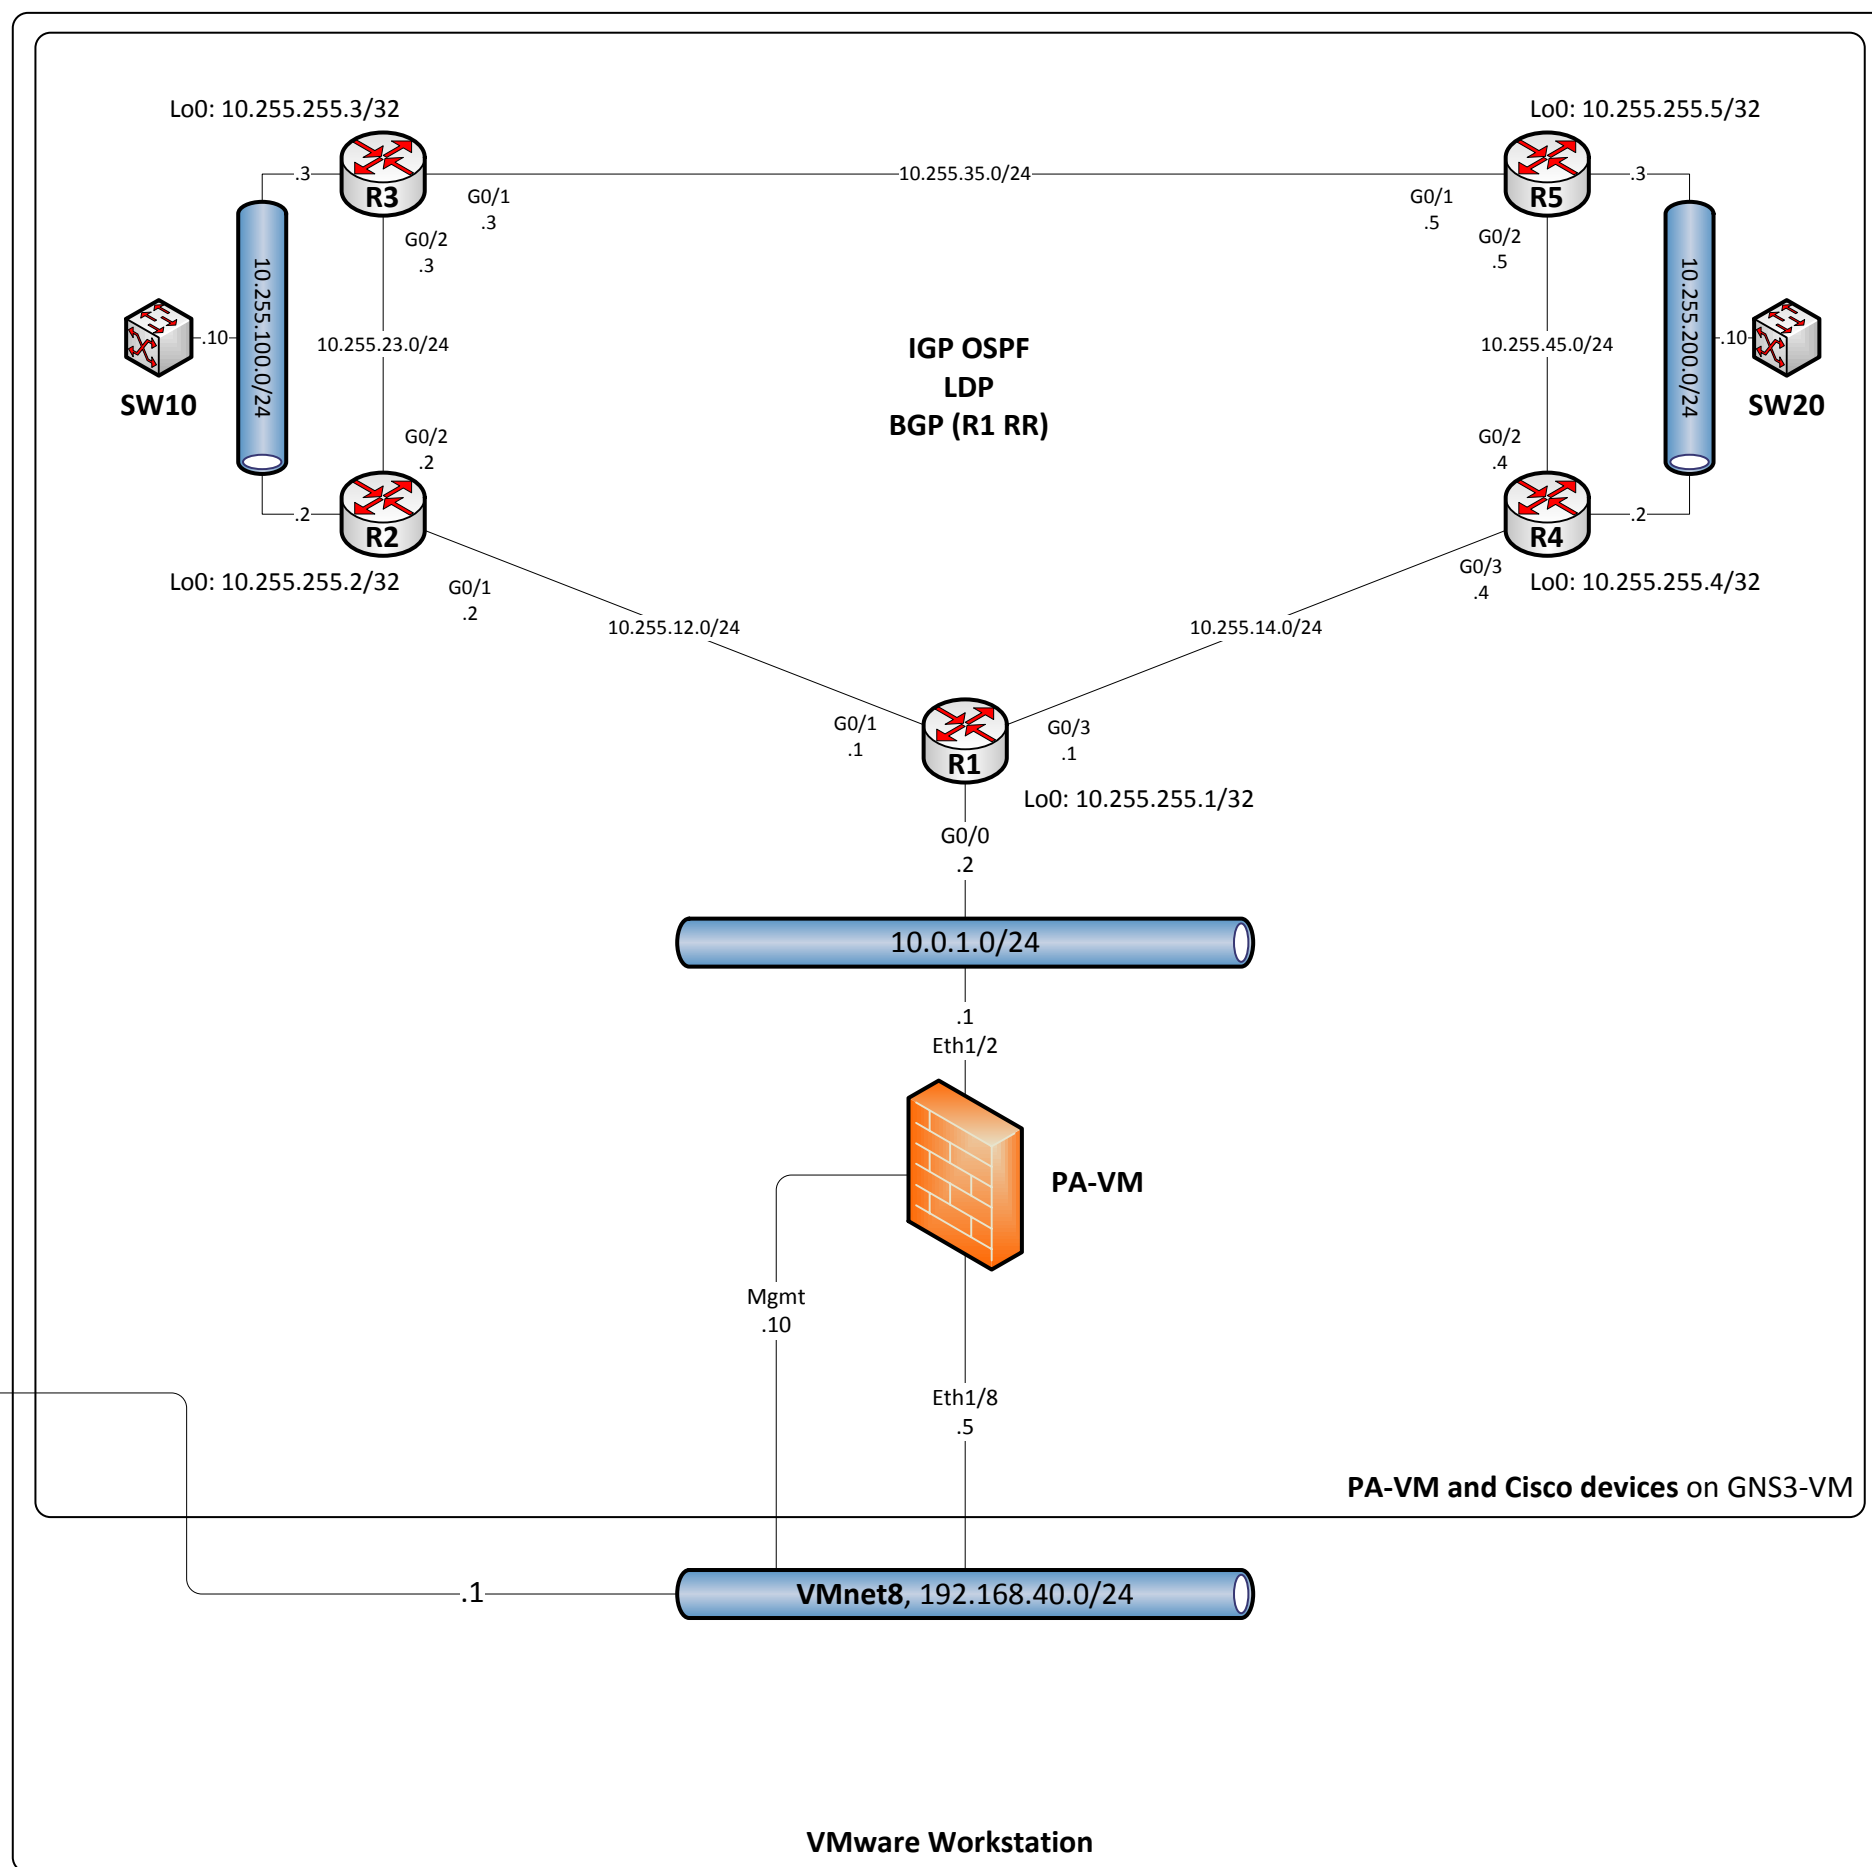 Lo0: 10.255.255.3/32
Lo0: 10.255.255.5/32
.3
R3
G0/1
.3
10.255.35.0/24
G0/1
.5
R5
.3
G0/2
.3
G0/2
.5
10.255.100.0/24
10.255.200.0/24
.10
SW10
10.255.23.0/24
IGP OSPF
LDP
BGP (R1 RR)
10.255.45.0/24
.10
SW20
G0/2
.2
G0/2
.4
.2
R2
R4
.2
Lo0: 10.255.255.2/32
G0/1
.2
G0/3
.4
Lo0: 10.255.255.4/32
10.255.12.0/24
10.255.14.0/24
G0/1
.1
R1
G0/3
.1
Lo0: 10.255.255.1/32
G0/0
.2
10.0.1.0/24
.1
Eth1/2
PA-VM
Mgmt
.10
Eth1/8
.5
PA-VM and Cisco devices on GNS3-VM
.1
VMnet8, 192.168.40.0/24
VMware Workstation